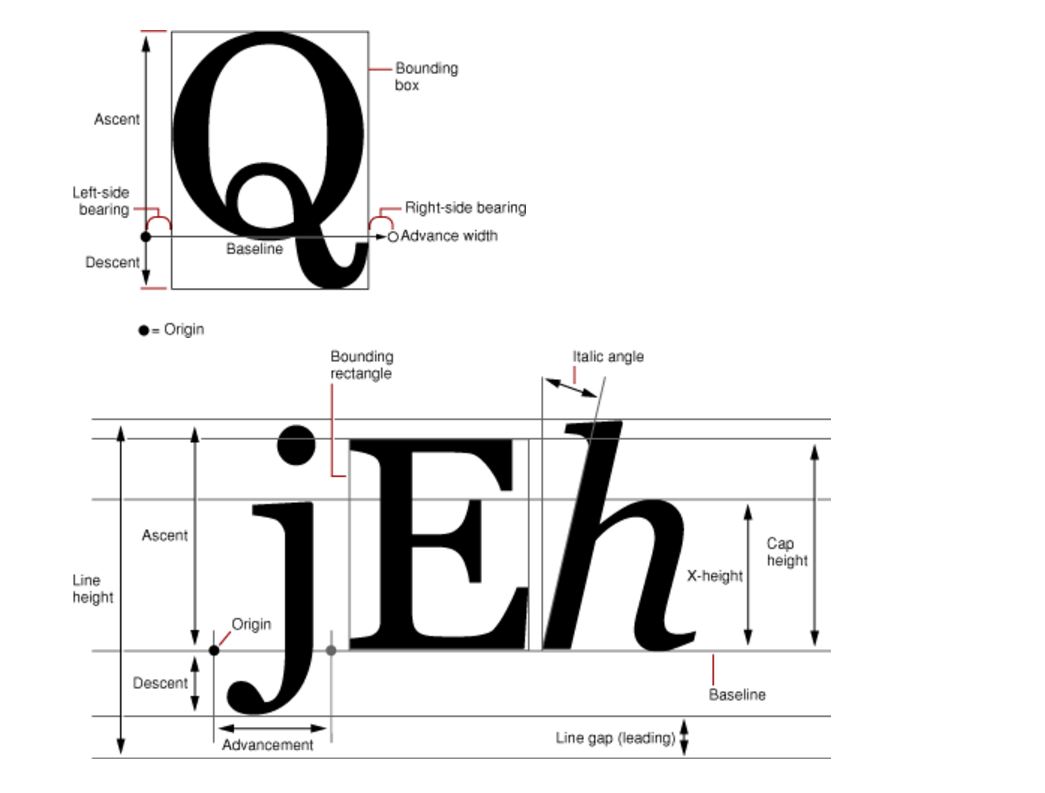 Q
Bounding
box
Ascent
Left-side
bearing
Right-side bearing
Advance width
Baseline
Descent
= Origin
Bounding
rectangle
Italic angle
jEh
Ascent
Cap
height
X-height
Line
height
Origin
Descent
Baseline
Advancement
Line gap (leading)